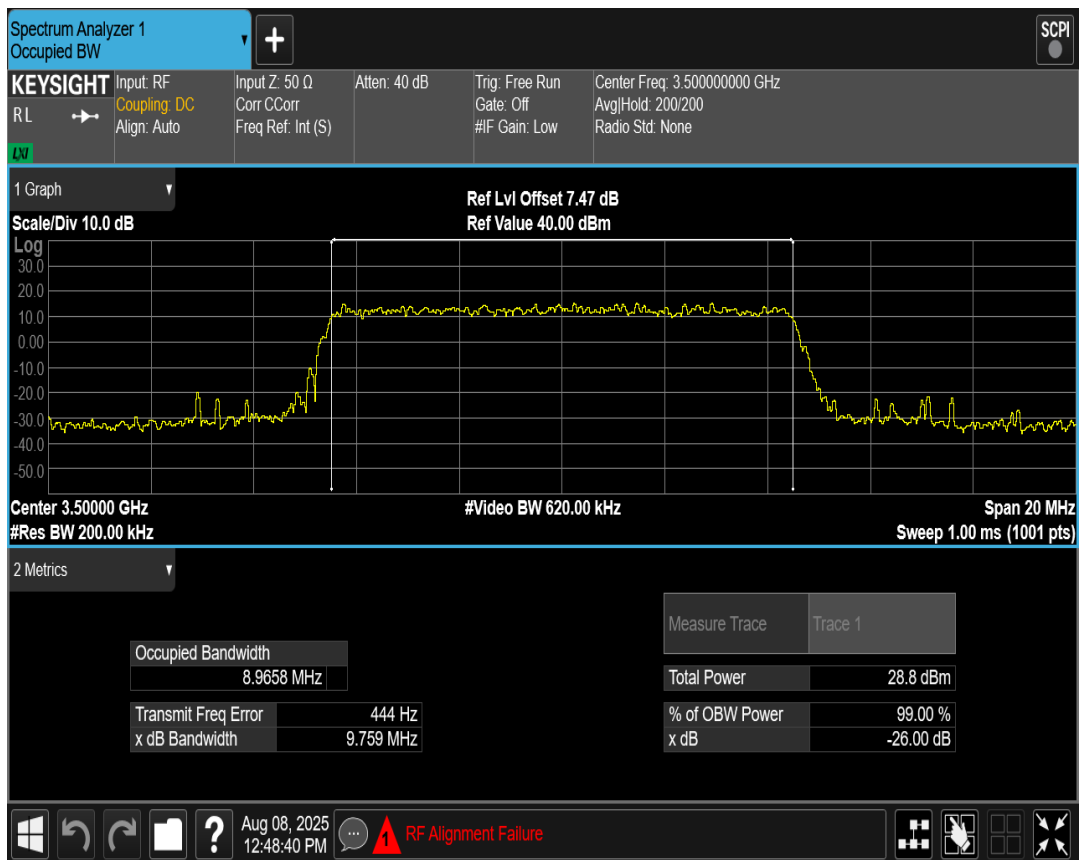 Spectrum Analyzer 1
Occupied BW
+
SCPI
KEYSIGHT
RL
LXI
Input: RF
Coupling: DC
Align: Auto
Input Z: 50 Ω
Corr CCorr
Freq Ref: Int (S)
Atten: 40 dB
Trig: Free Run
Gate: Off
#IF Gain: Low
Center Freq: 3.500000000 GHz
Avg|Hold: 200/200
Radio Std: None
1 Graph
Scale/Div 10.0 dB
Ref Lvl Offset 7.47 dB
Ref Value 40.00 dBm
Log
30.0
20.0
10.0
0.00
-10.0
-20.0
-30.0
-40.0
-50.0
Center 3.50000 GHz
#Video BW 620.00 kHz
Span 20 MHz
#Res BW 200.00 kHz
Sweep 1.00 ms (1001 pts)
2 Metrics
Measure Trace Trace 1
Occupied Bandwidth
8.9658 MHz
Total Power 28.8 dBm
Transmit Freq Error 444 Hz
% of OBW Power 99.00 %
x dB Bandwidth 9.759 MHz
x dB -26.00 dB
?
Aug 08, 2025
12:48:40 PM
1
RF Alignment Failure